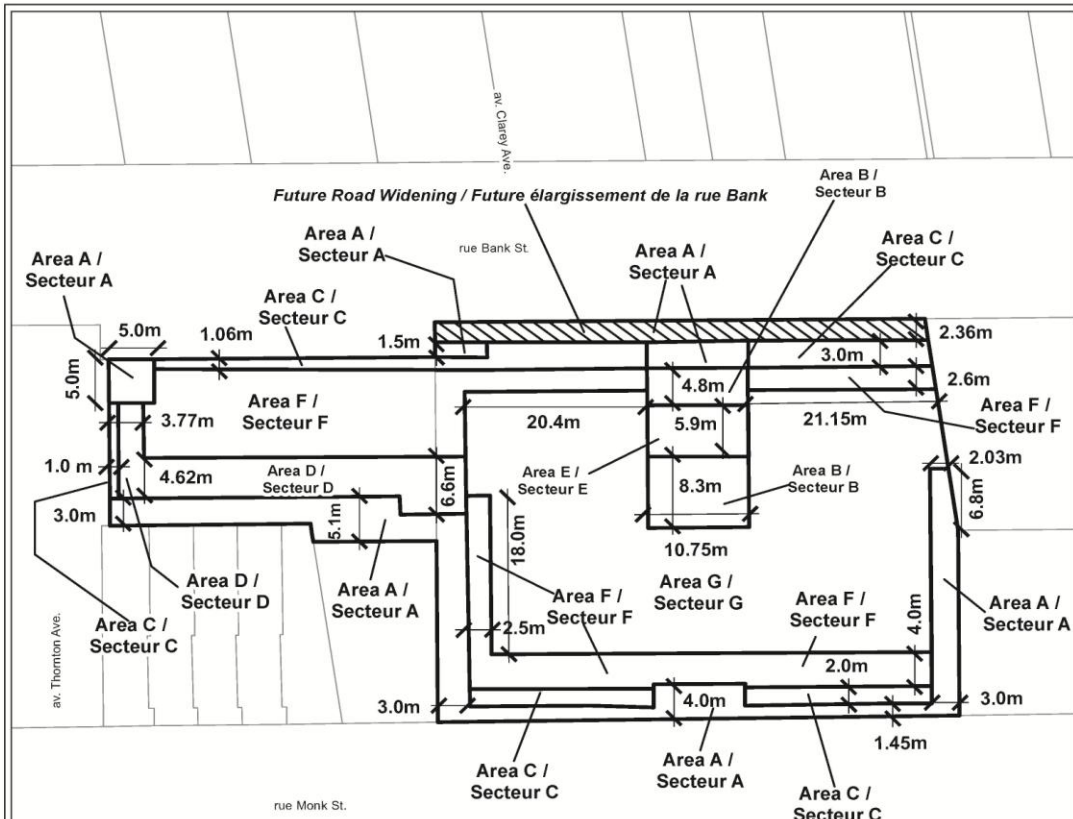 av. Clarey Ave.
Future Road Widening / Future élargissement de la rue Bank
Area B /
Secteur B
rue Bank St.
Area A /
Secteur A
Area A /
Secteur A
Area A /
Secteur A
Area C /
Secteur C
Area C /
Secteur C
5.0m
1.06m
1.5m
2.36m
3.0m
5.0m
4.8m
2.6m
3.77m
Area F /
Secteur F
20.4m
5.9m
21.15m
Area F /
Secteur F
1.0 m
4.62m
Area D /
Secteur D
6.6m
Area E /
Secteur E
8.3m
Area B /
Secteur B
2.03m
6.8m
3.0m
5.1m
18.0m
10.75m
Area D /
Secteur D
Area A /
Secteur A
Area F /
Secteur F
Area G /
Secteur G
Area F /
Secteur F
Area A /
Secteur A
Area C /
Secteur C
2.5m
4.0m
2.0m
av. Thornton Ave.
3.0m
4.0m
3.0m
1.45m
Area C /
Secteur C
Area A /
Secteur A
Area C /
Secteur C
rue Monk St.